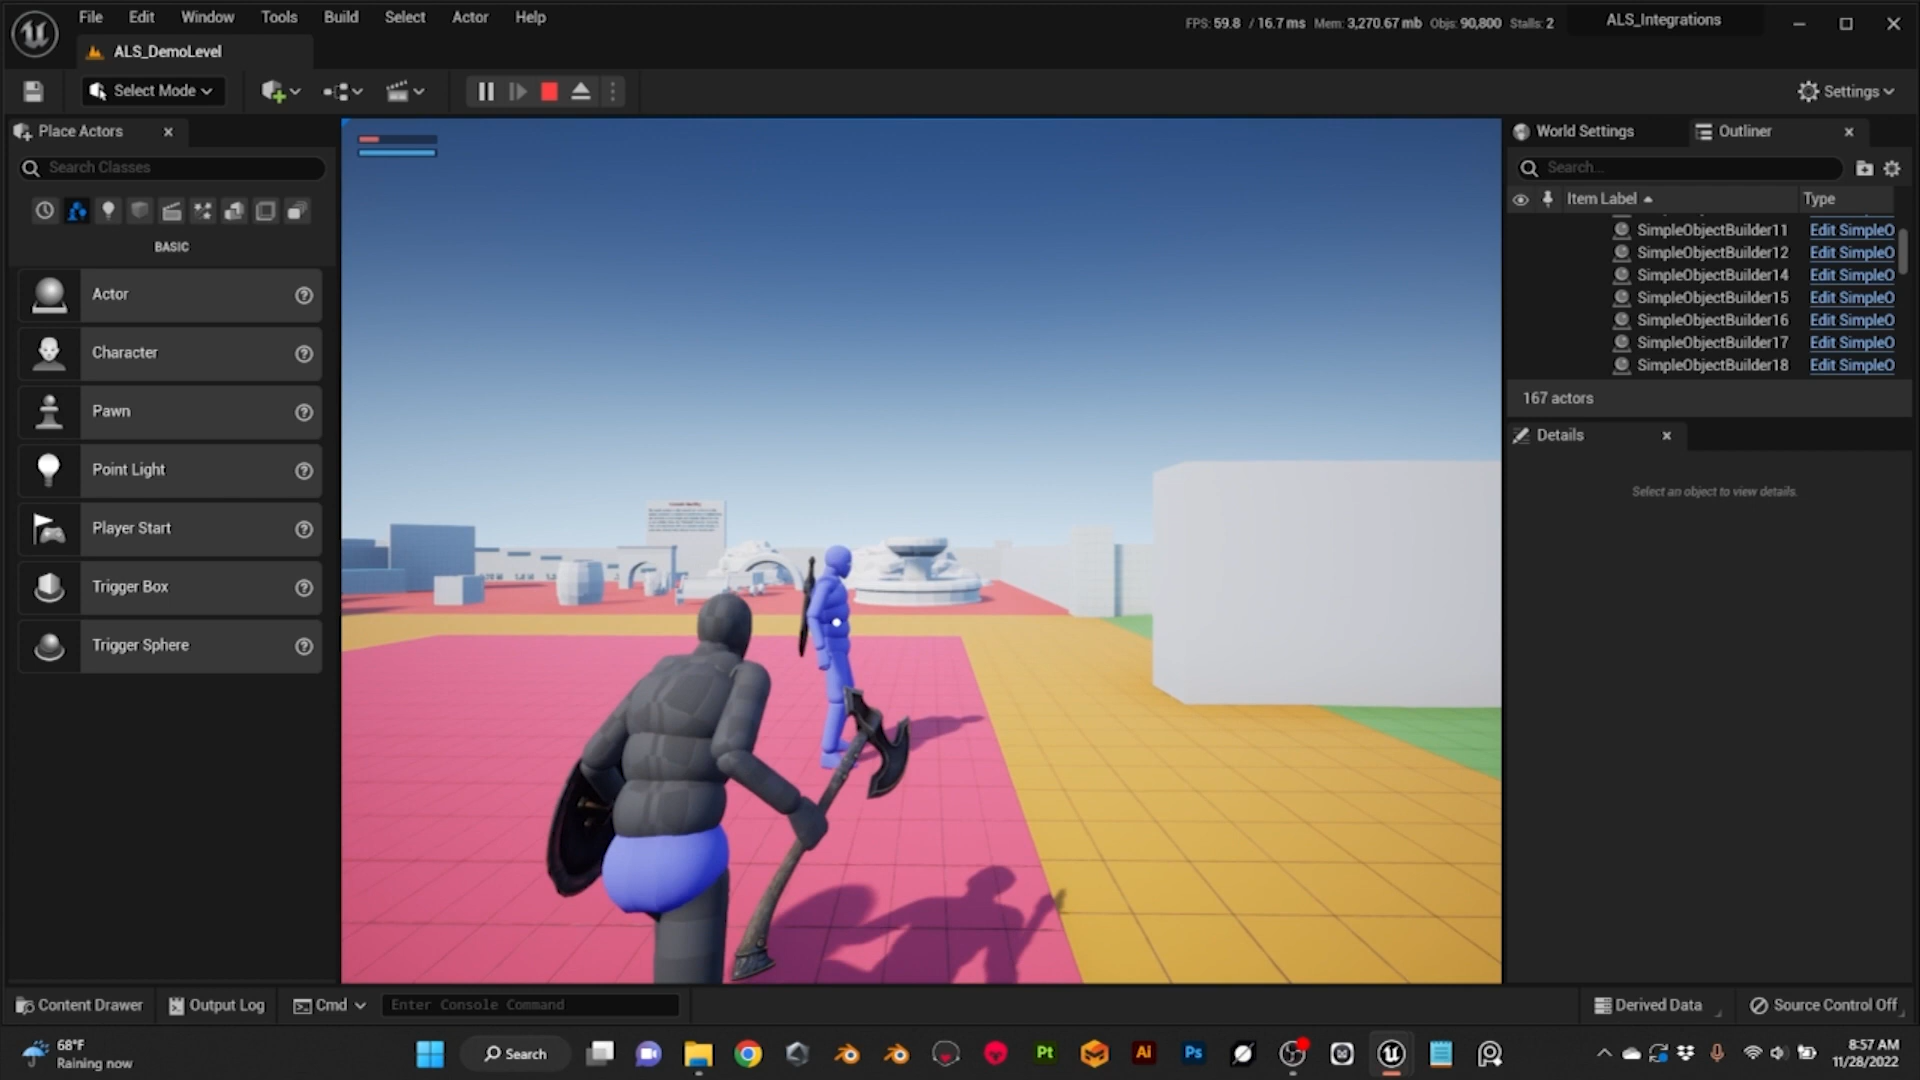 File Edit Window Tools Build Select Actor Help
FPS: 59.8 / 16.7 ms Mem: 3,270.67 mb Objs: 90,800 Stalls: 2
ALS_Integrations
ALS_DemoLevel
Select Mode
Settings
Place Actors
Search Classes
BASIC
Actor
Character
Pawn
Point Light
Player Start
Trigger Box
Trigger Sphere
World Settings
Outliner
Search...
Item Label Type
SimpleObjectBuilder11 Edit SimpleO
SimpleObjectBuilder12 Edit SimpleO
SimpleObjectBuilder14 Edit SimpleO
SimpleObjectBuilder15 Edit SimpleO
SimpleObjectBuilder16 Edit SimpleO
SimpleObjectBuilder17 Edit SimpleO
SimpleObjectBuilder18 Edit SimpleO
167 actors
Details
Select an object to view details.
Content Drawer
Output Log
Cmd
Enter Console Command
Derived Data
Source Control Off
68°F
Raining now
Search
Pt
Ai
Ps
8:57 AM
11/28/2022